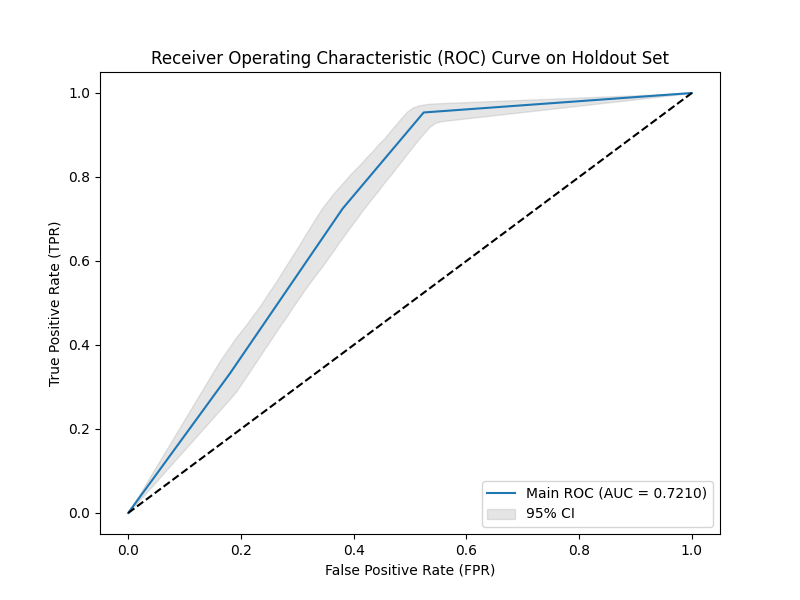 Receiver Operating Characteristic (ROC) Curve on Holdout Set
1.0
0.8
0.6
0.4
0.2
0.0
True Positive Rate (TPR)
Main ROC (AUC = 0.7210)
95% CI
0.0 0.2 0.4 0.6 0.8 1.0
False Positive Rate (FPR)